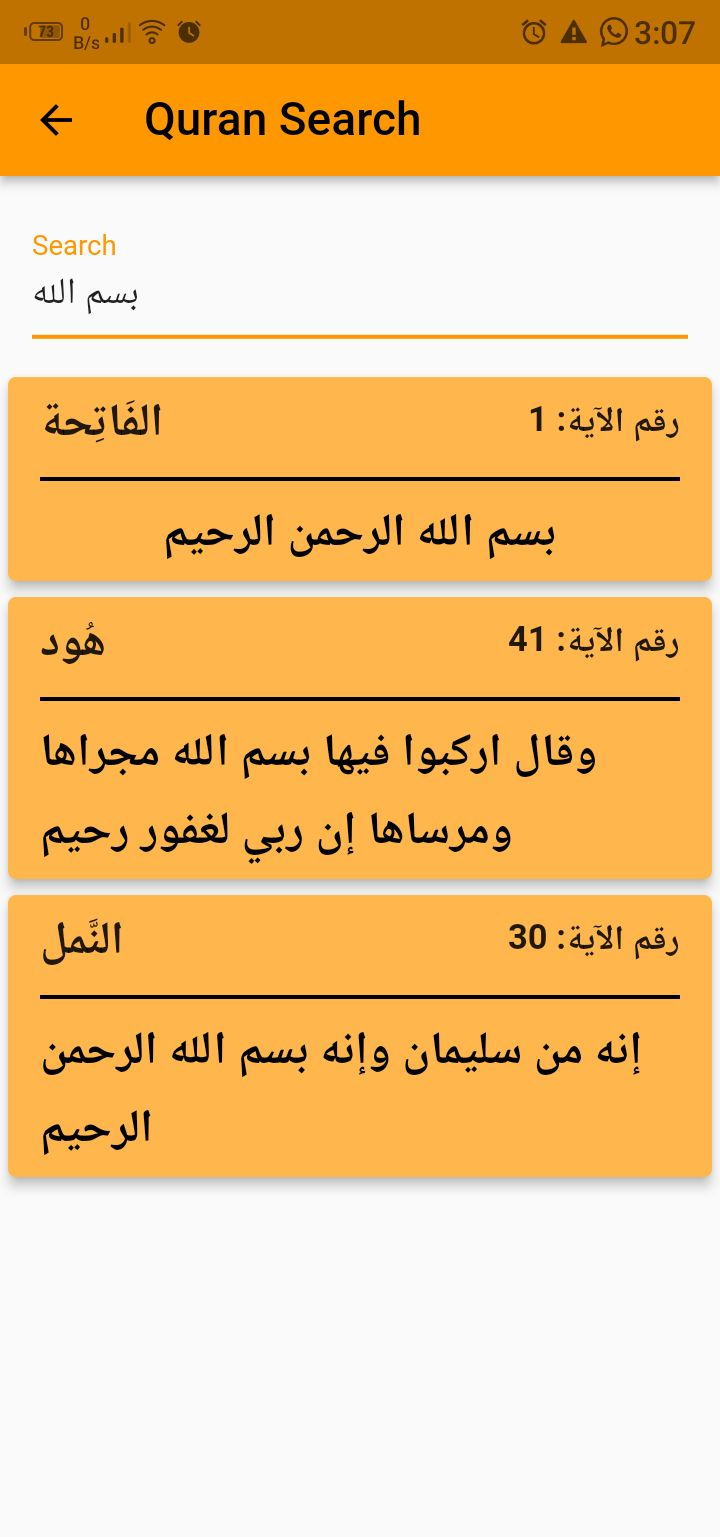 73 0 B/s 3:07
Quran Search
Search
بسم الله
رقم الآية: 1 الفَاتِحة
بسم الله الرحمن الرحيم
رقم الآية: 41 هُود
وقال اركبوا فيها بسم الله مجراها
ومرساها إن ربي لغفور رحيم
رقم الآية: 30 النَّمل
إنه من سليمان وإنه بسم الله الرحمن
الرحيم